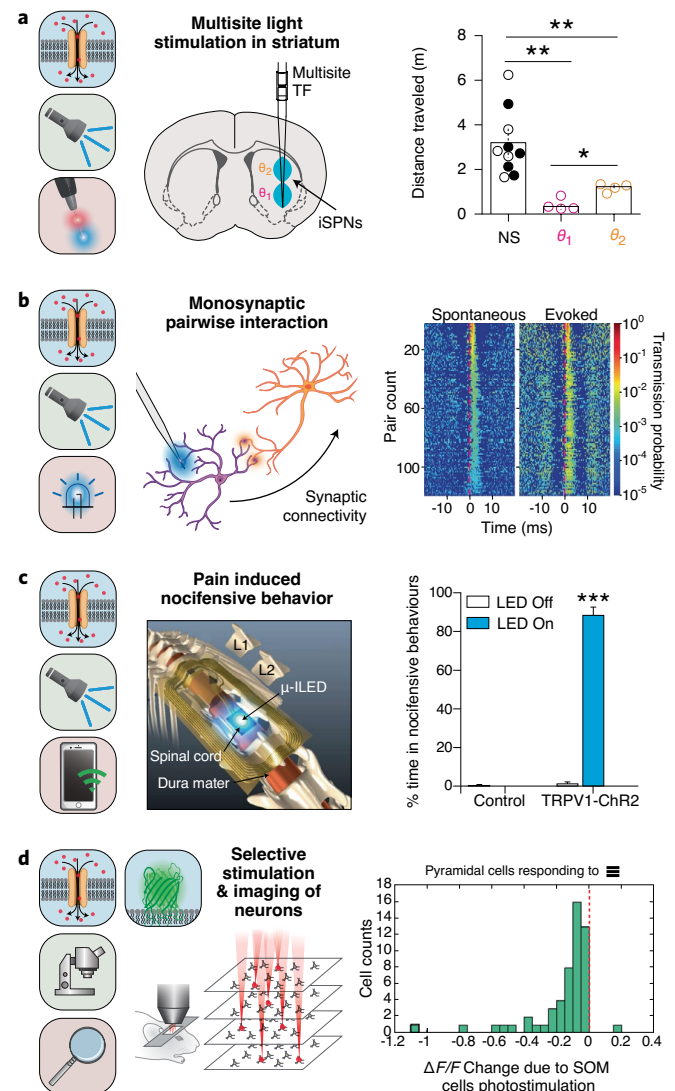 a
Multisite light
stimulation in striatum
Multisite
TF
θ2
θ1
iSPNs
Distance traveled (m)
8
6
4
2
0
**
**
*
NS
θ1
θ2
b
Monosynaptic
pairwise interaction
Synaptic
connectivity
Spontaneous Evoked
Pair count
20
60
100
-10 0 10 -10 0 10
Time (ms)
10^0
10^-1
10^-2
10^-3
10^-4
10^-5
Transmission probability
c
Pain induced
nocifensive behavior
L1
L2
μ-ILED
Spinal cord
Dura mater
% time in nocifensive behaviours
100
80
60
40
20
0
LED Off
LED On
***
Control TRPV1-ChR2
d
Selective
stimulation
& imaging of
neurons
Pyramidal cells responding to
Cell counts
18
16
14
12
10
8
6
4
2
0
-1.2 -1 -0.8 -0.6 -0.4 -0.2 0 0.2 0.4
ΔF/F Change due to SOM
cells photostimulation